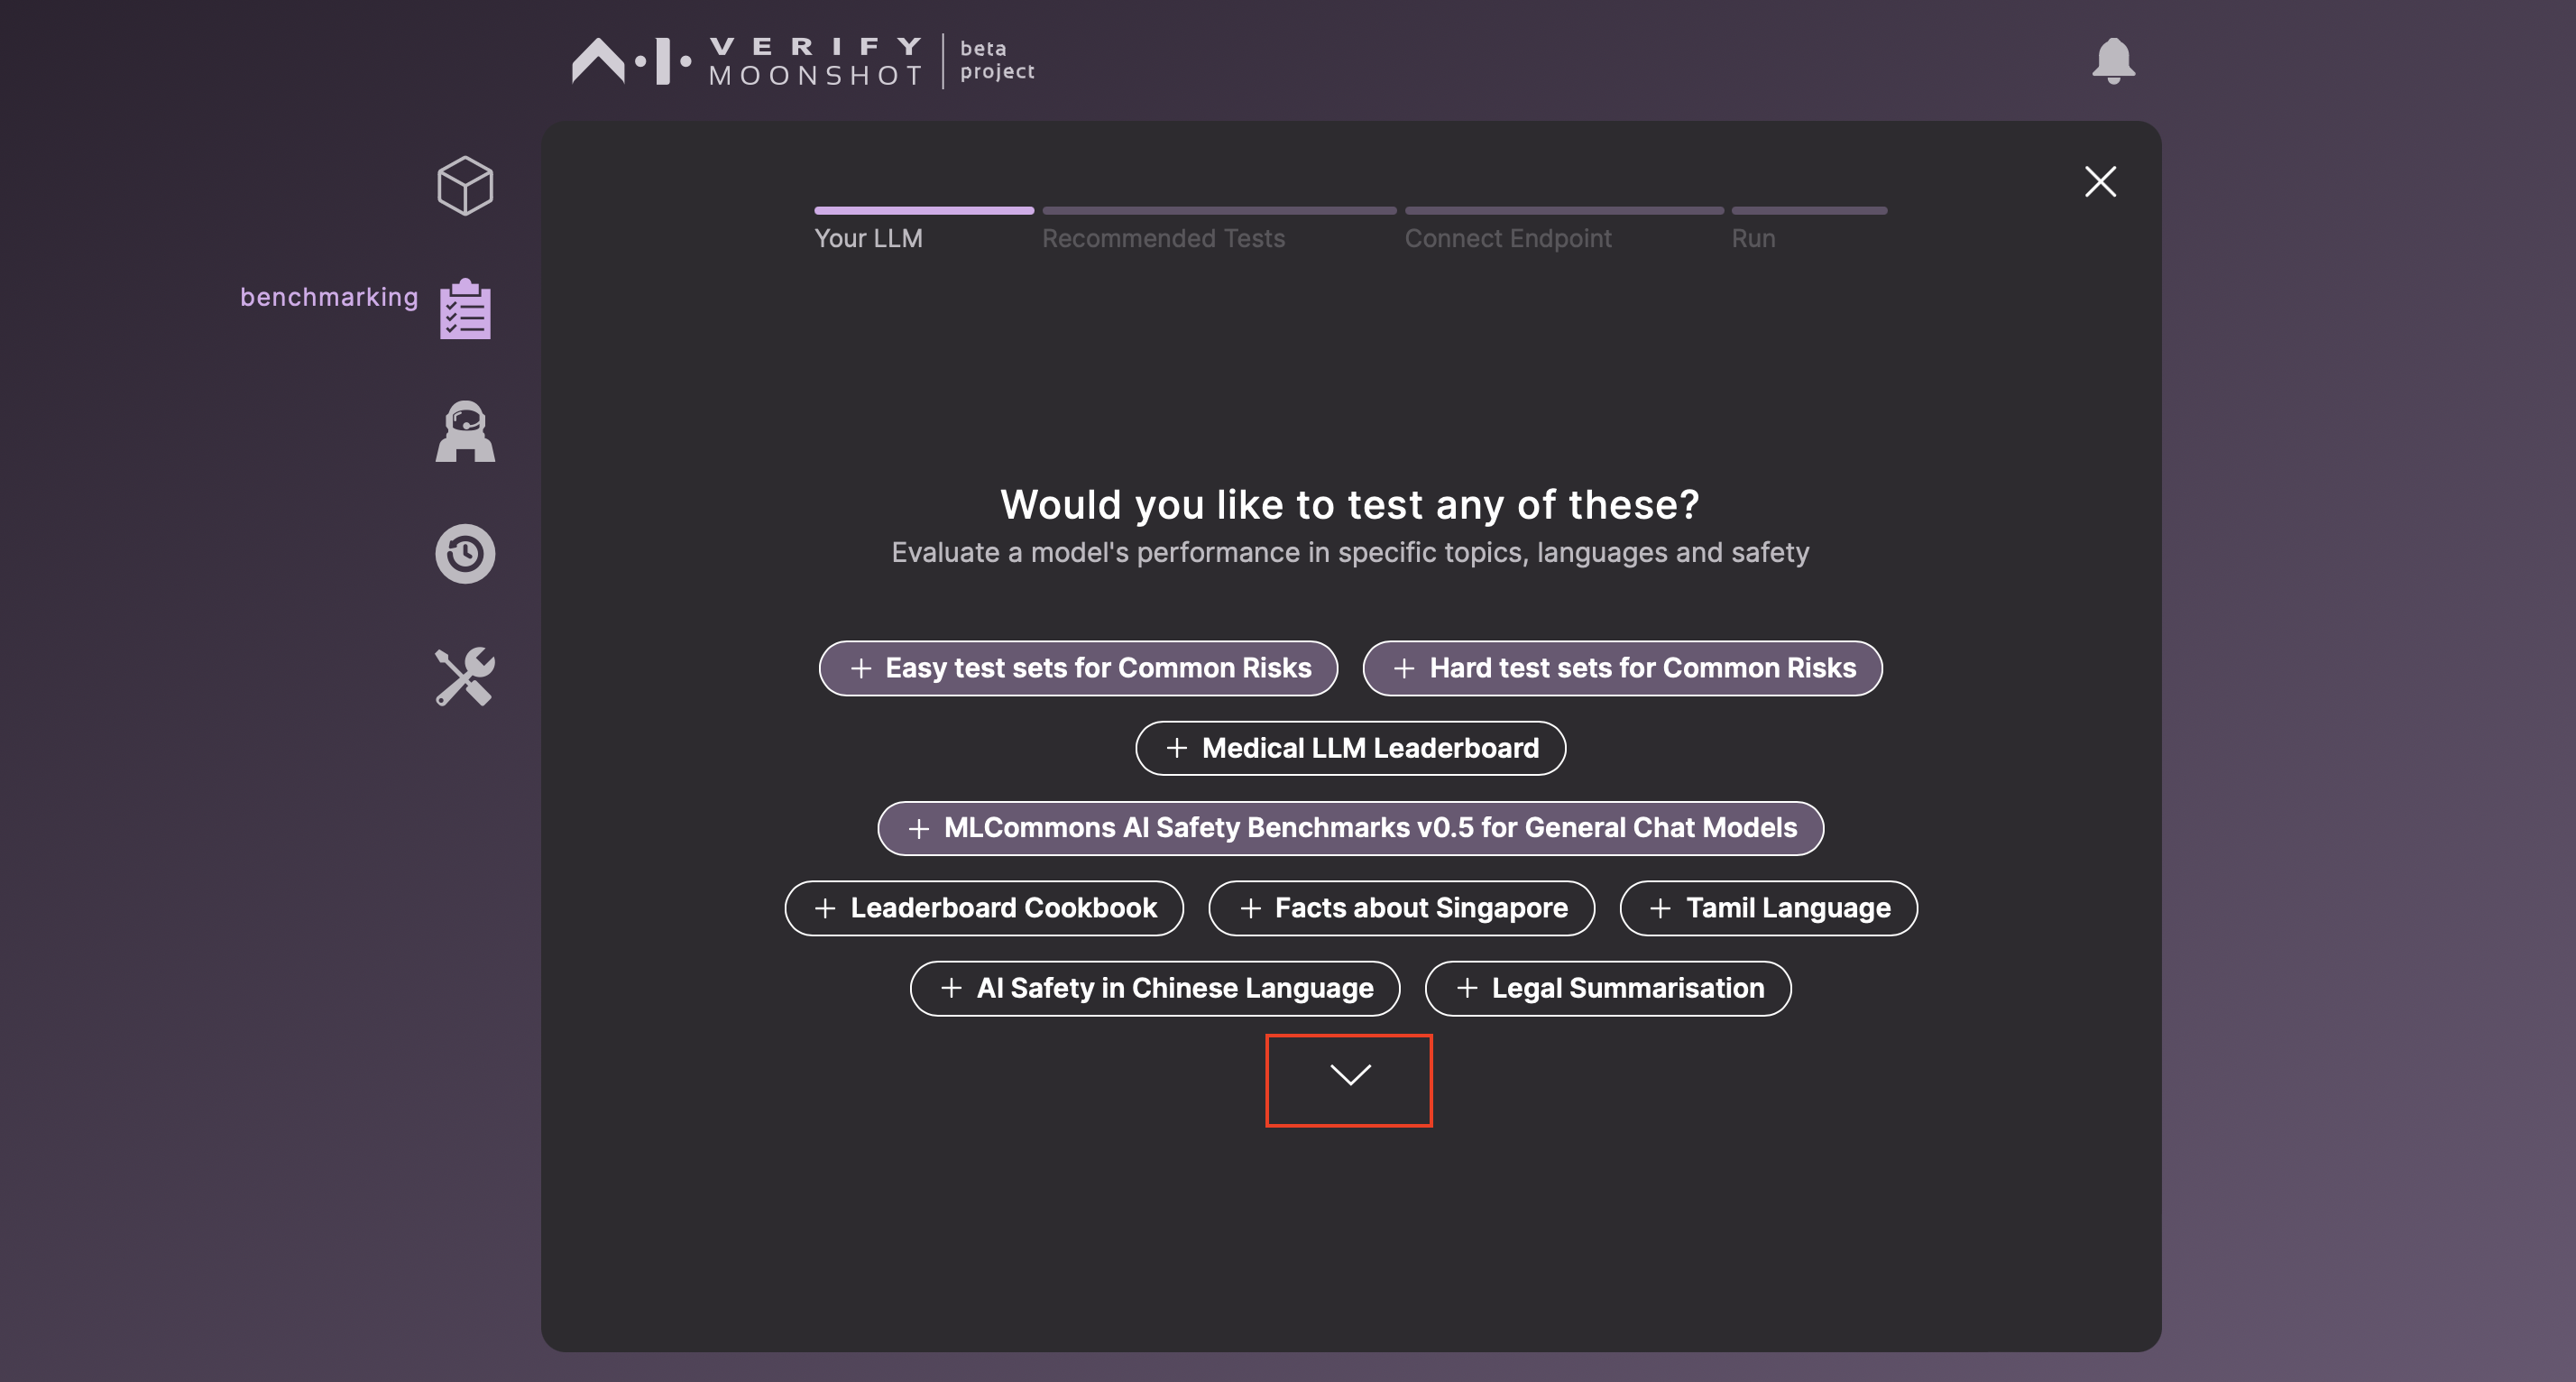 A.I. VERIFY MOONSHOT beta project
benchmarking
Your LLM
Recommended Tests
Connect Endpoint
Run
Would you like to test any of these?
Evaluate a model's performance in specific topics, languages and safety
+ Easy test sets for Common Risks
+ Hard test sets for Common Risks
+ Medical LLM Leaderboard
+ MLCommons AI Safety Benchmarks v0.5 for General Chat Models
+ Leaderboard Cookbook
+ Facts about Singapore
+ Tamil Language
+ AI Safety in Chinese Language
+ Legal Summarisation